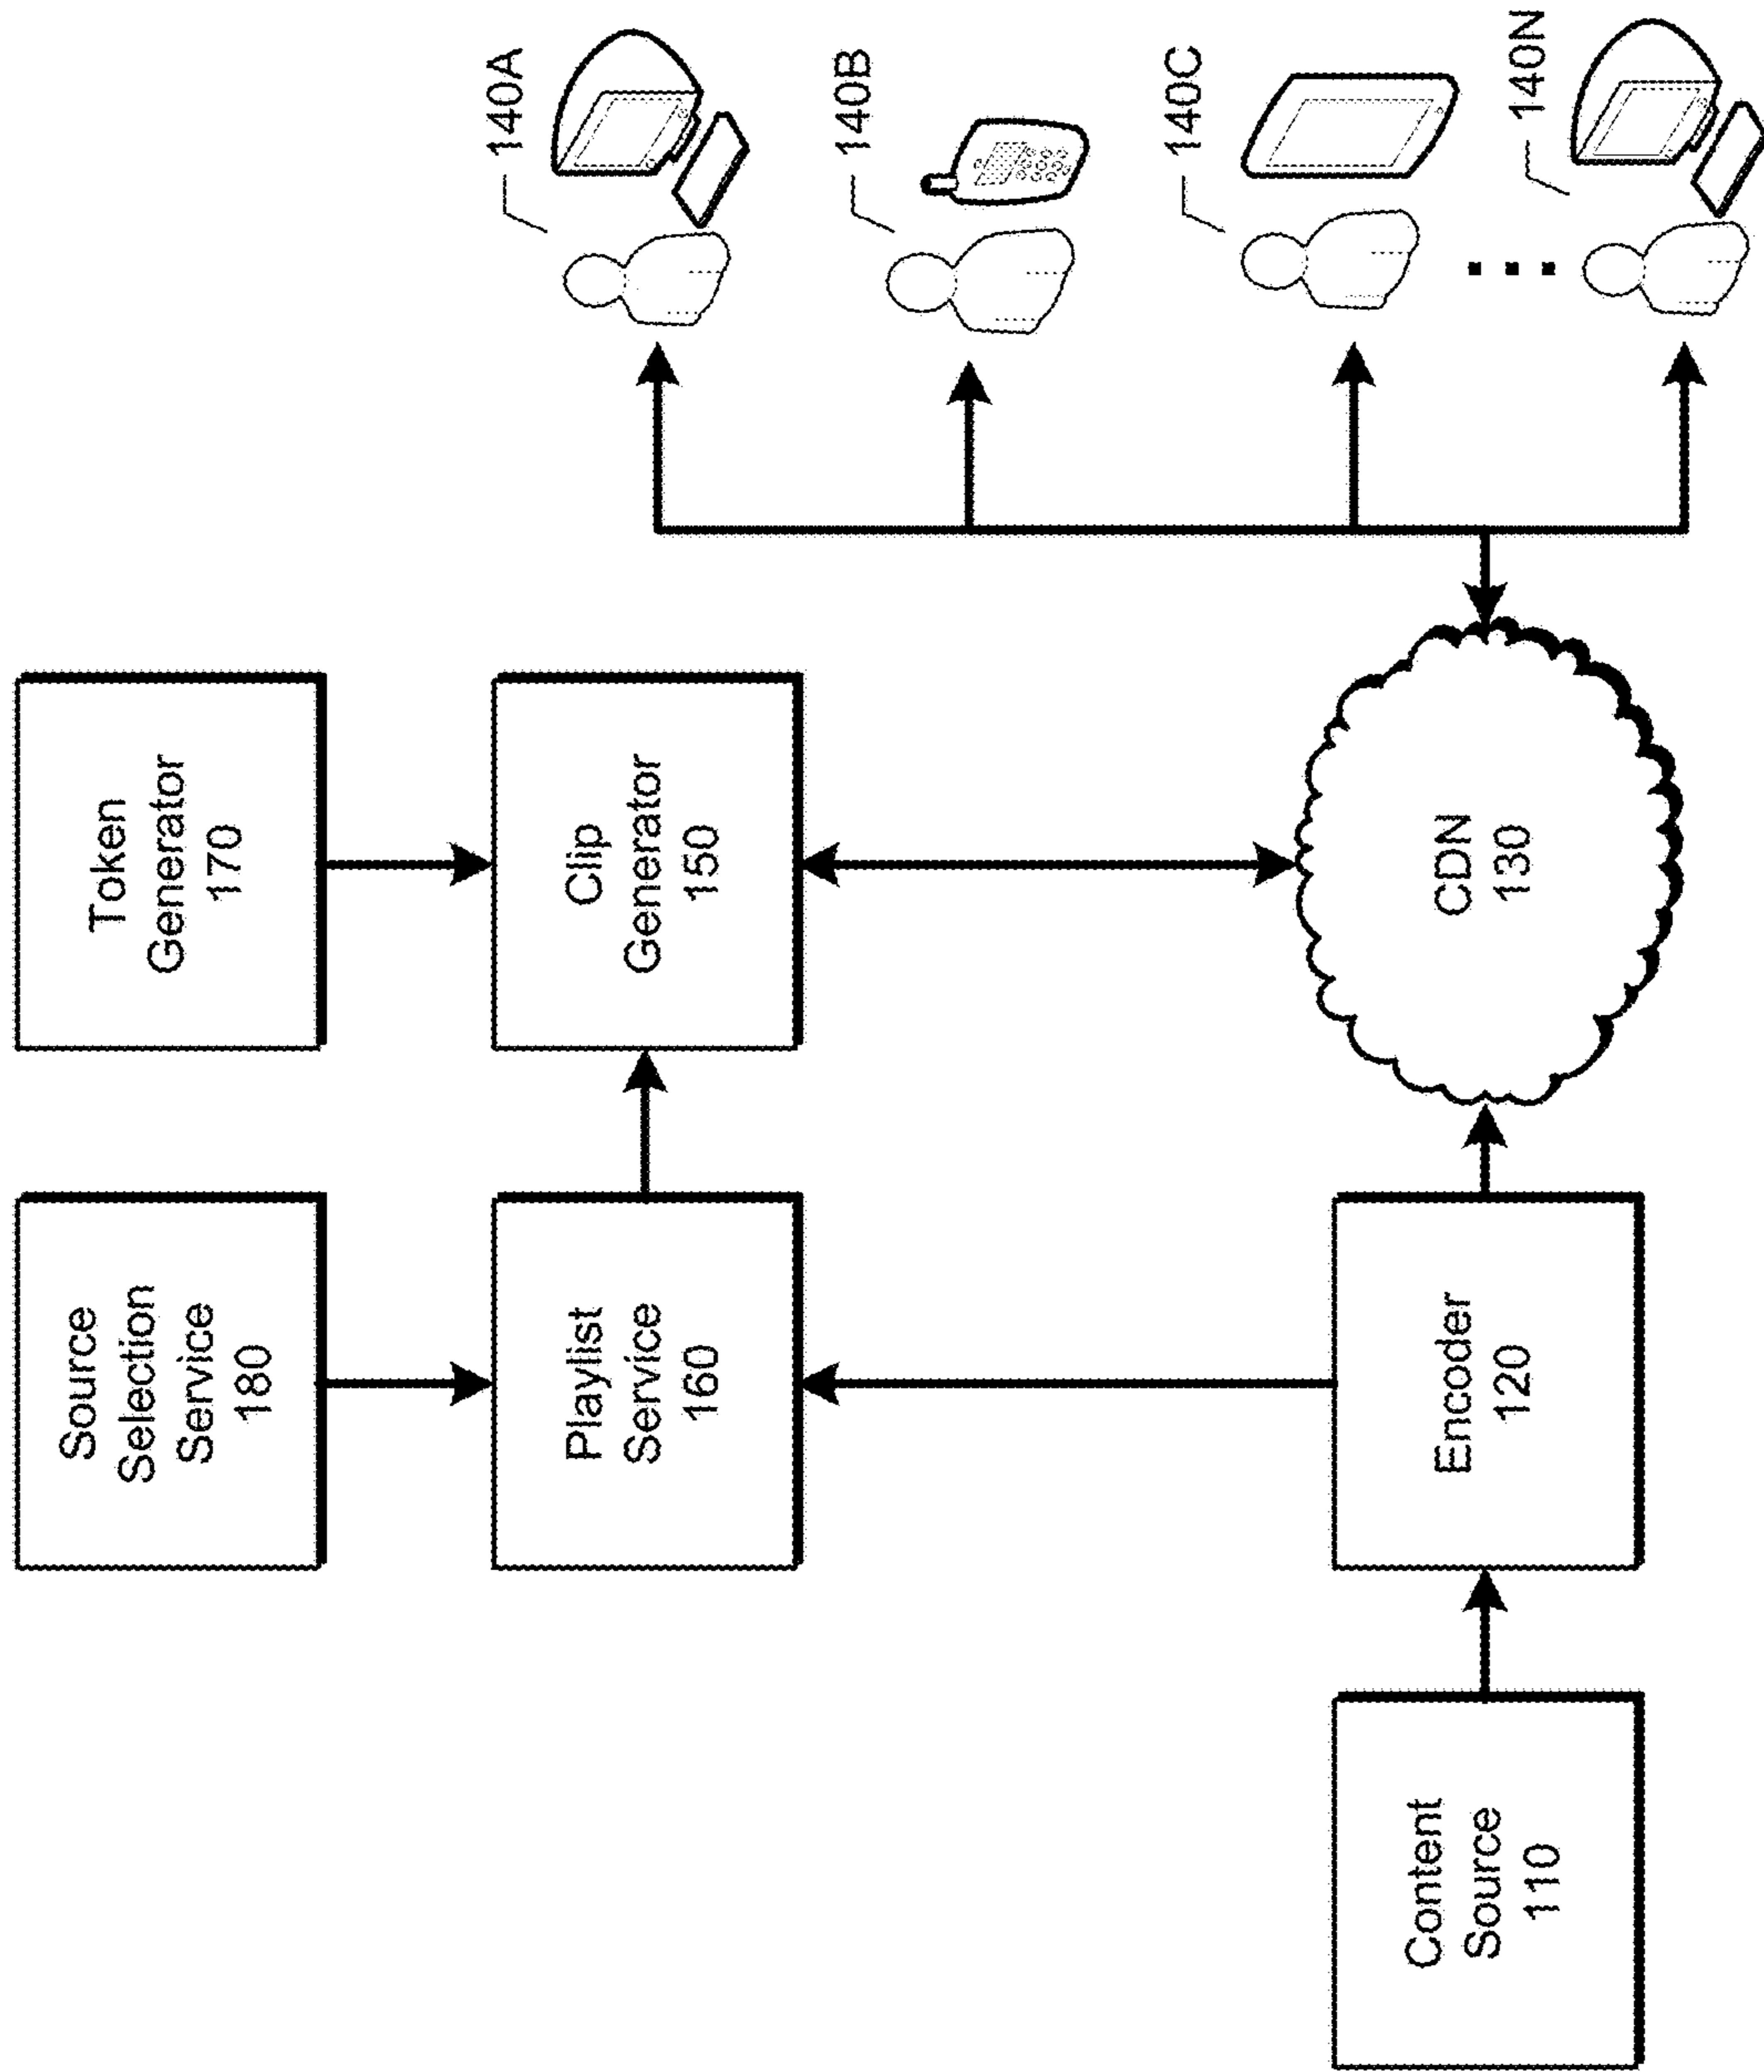 Source
Selection
Service
180
Token
Generator
170
Playlist
Service
160
Clip
Generator
150
140A
140B
140C
140N
Content
Source
110
Encoder
120
CDN
130